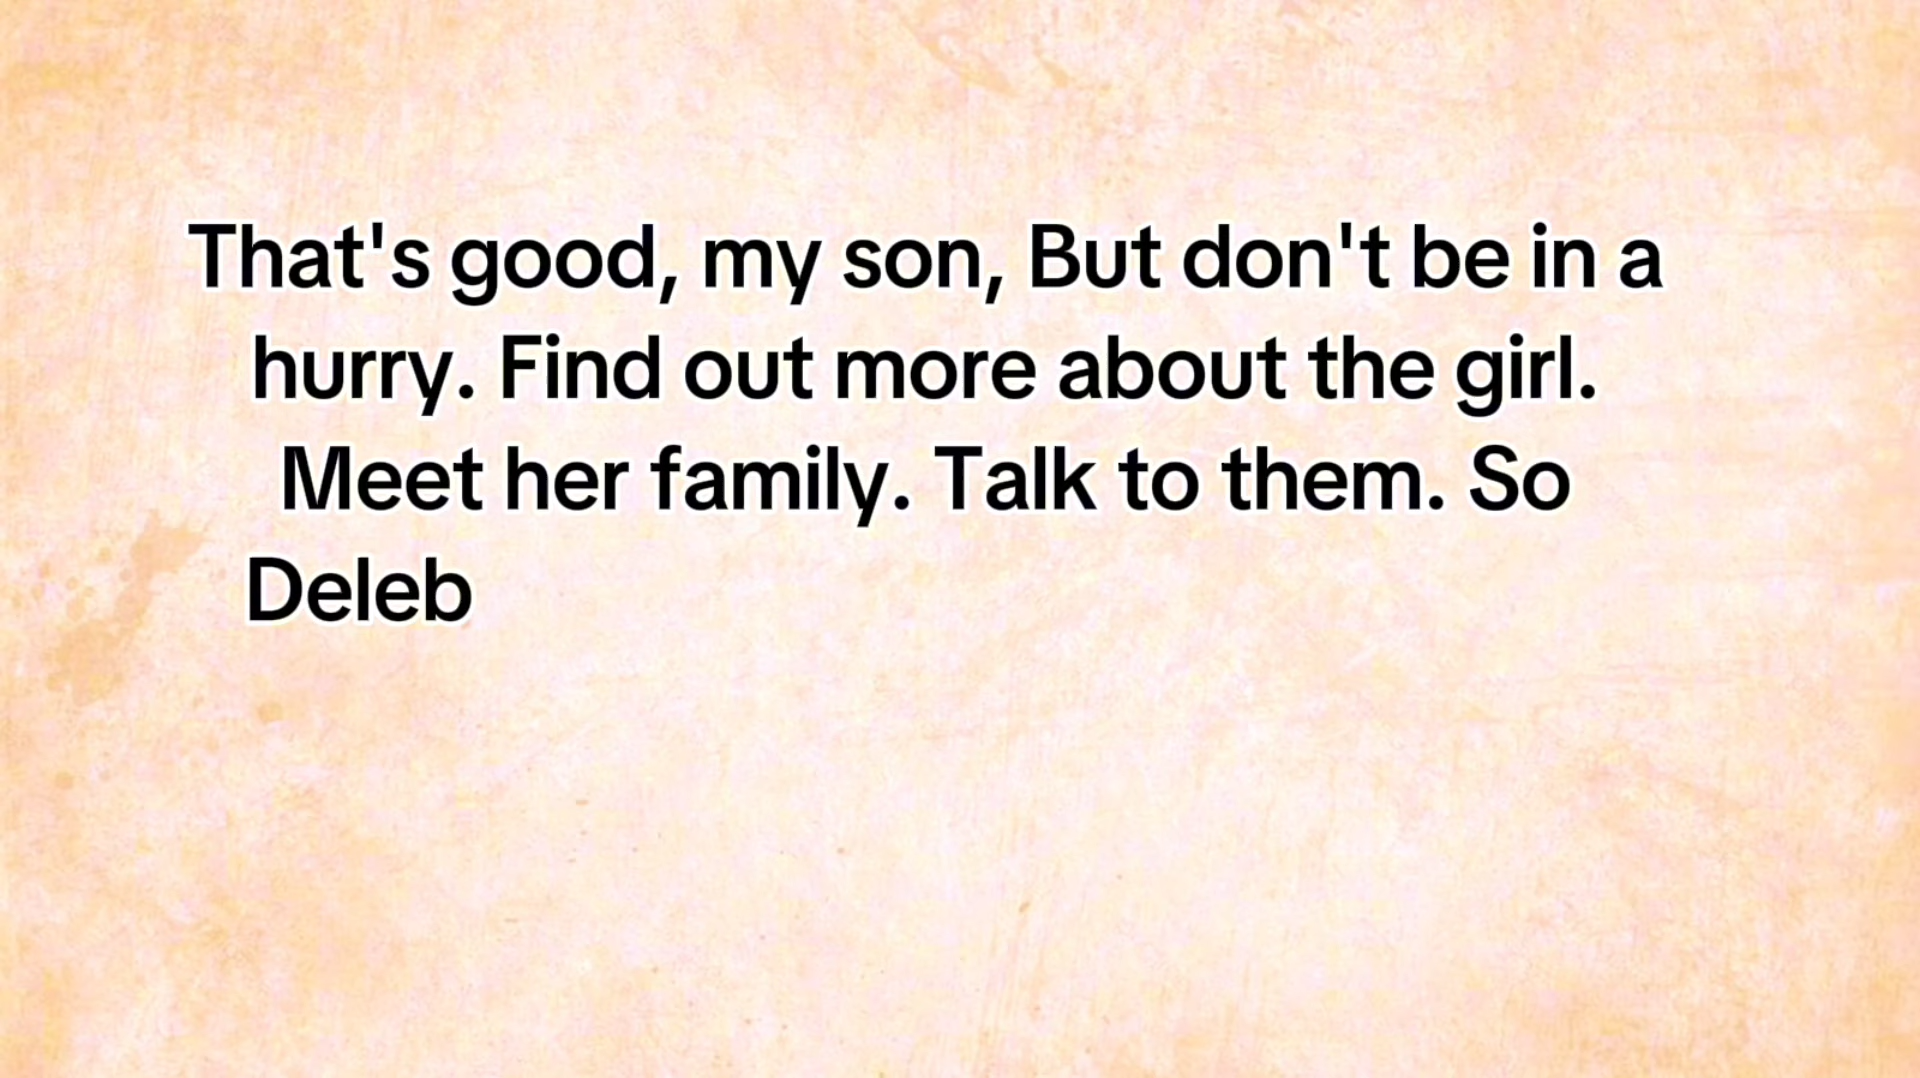 That's good, my son, But don't be in a
hurry. Find out more about the girl.
Meet her family. Talk to them. So
Deleb